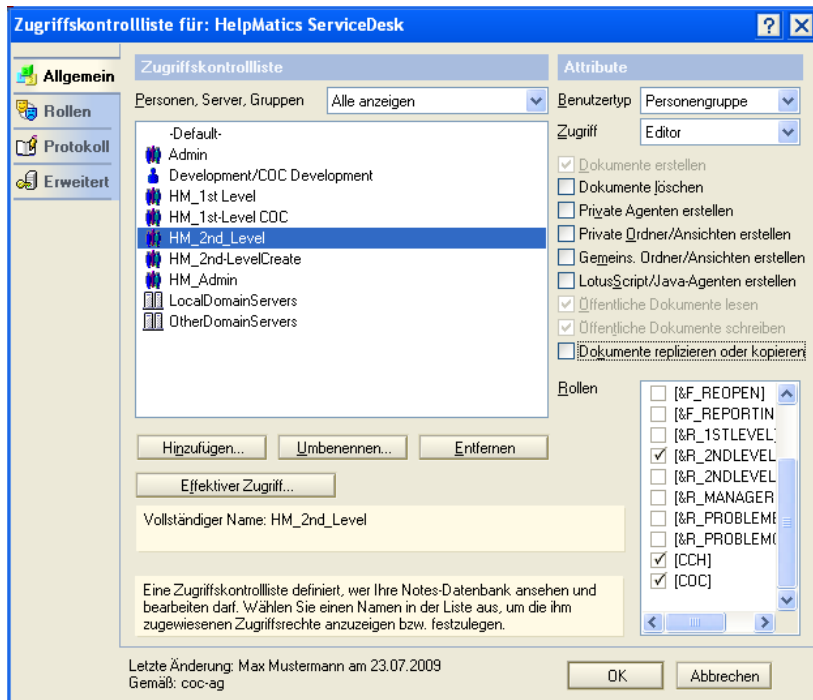 Zugriffskontrollliste für: HelpMatics ServiceDesk
Allgemein
Rollen
Protokoll
Erweitert
Zugriffskontrollliste
Personen, Server, Gruppen
Alle anzeigen
-Default-
Admin
Development/COC Development
HM_1st Level
HM_1st-Level COC
HM_2nd_Level
HM_2nd-LevelCreate
HM_Admin
LocalDomainServers
OtherDomainServers
Hinzufügen...
Umbenennen...
Entfernen
Effektiver Zugriff...
Vollständiger Name: HM_2nd_Level
Eine Zugriffskontrollliste definiert, wer Ihre Notes-Datenbank ansehen und
bearbeiten darf. Wählen Sie einen Namen in der Liste aus, um die ihm
zugewiesenen Zugriffsrechte anzuzeigen bzw. festzulegen.
Attribute
Benutzertyp
Personengruppe
Zugriff
Editor
Dokumente erstellen
Dokumente löschen
Private Agenten erstellen
Private Ordner/Ansichten erstellen
Gemeins. Ordner/Ansichten erstellen
LotusScript/Java-Agenten erstellen
Öffentliche Dokumente lesen
Öffentliche Dokumente schreiben
Dokumente replizieren oder kopieren
Rollen
[&F_REOPEN]
[&F_REPORTIN
[&R_1STLEVEL]
[&R_2NDLEVEL
[&R_2NDLEVEL
[&R_MANAGER
[&R_PROBLEME
[&R_PROBLEM(
[CCH]
[COC]
Letzte Änderung: Max Mustermann am 23.07.2009
Gemäß: coc-ag
OK
Abbrechen